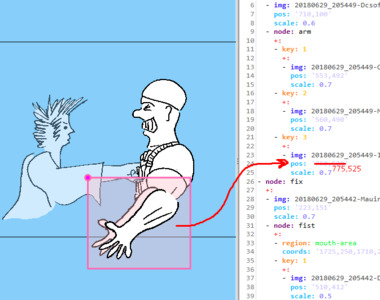 6 - img: 20180629_205449-Dcsof
7 pos: '710,100'
8 scale: 0.6
9 - node: arm
10 +:
11 - key: 1
12 +:
13 - img: 20180629_205449-
14 pos: '553,492'
15 scale: 0.7
16 - key: 2
17 +:
18 - img: 20180629_205449-
19 pos: '560,490'
20 scale: 0.7
21 - key: 3
22 +:
23 - img: 20180629_205449-
24 pos:
775,525
25 scale: 0.7
26 - node: fix
27 +:
28 - img: 20180629_205442-Mauin
29 pos: '223,151'
30 scale: 0.7
31 - node: fist
32 +:
33 - region: mouth-area
34 coords: '1725,250,1710,2
35 - key: 1
36 +:
37 - img: 20180629_205442-D
38 pos: '510,412'
39 scale: 0.5